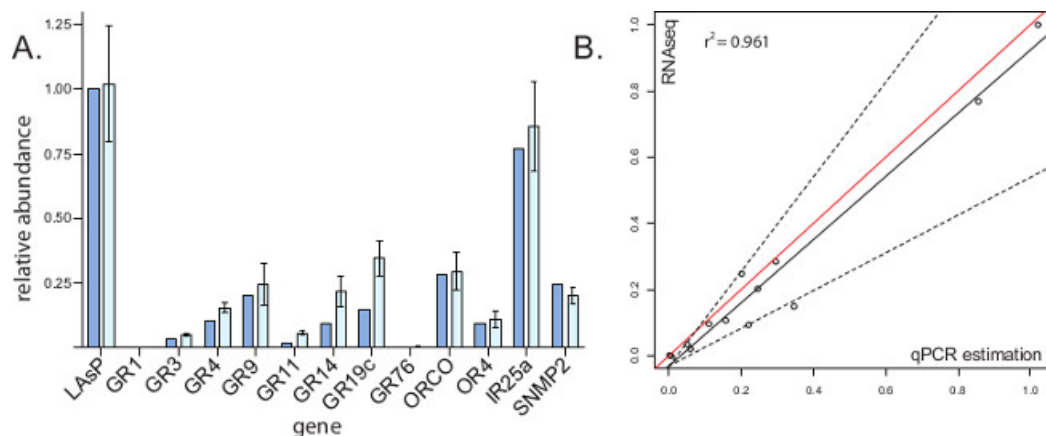 A.
relative abundance
1.25
1.00
0.75
0.50
0.25
LAsP
GR1
GR3
GR4
GR9
GR11
GR14
GR19c
GR76
ORCO
OR4
IR25a
SNMP2
gene
B.
RNAseq
r² = 0.961
1.0
0.8
0.6
0.4
0.2
0.0
qPCR estimation
0.0
0.2
0.4
0.6
0.8
1.0